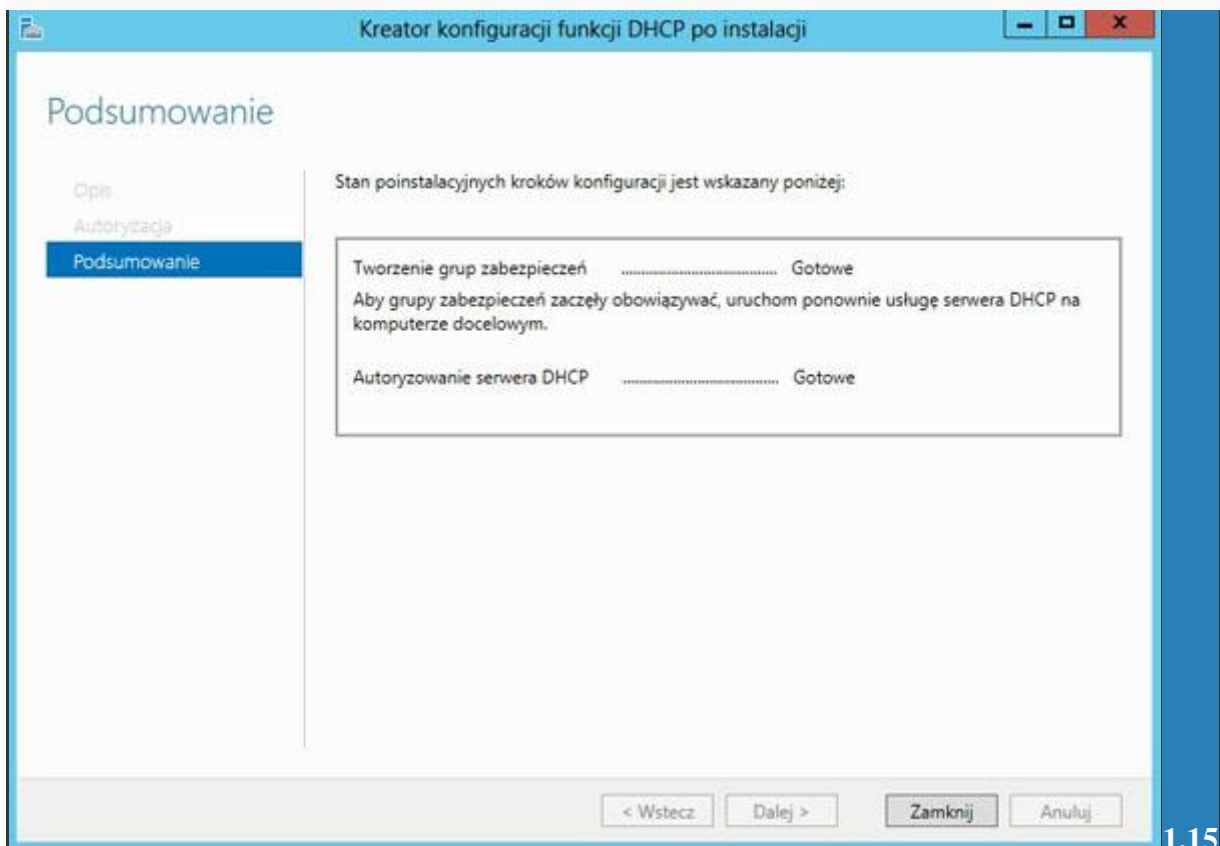 Kreator konfiguracji funkcji DHCP po instalacji
Podsumowanie
Opis
Autoryzacja
Podsumowanie
Stan poinstalacyjnych kroków konfiguracji jest wskazany poniżej:
Tworzenie grup zabezpieczeń ........................................ Gotowe
Aby grupy zabezpieczeń zaczęły obowiązywać, uruchom ponownie usługę serwera DHCP na
komputerze docelowym.
Autoryzowanie serwera DHCP ........................................ Gotowe
< Wstecz
Dalej >
Zamknij
Anuluj
1.15